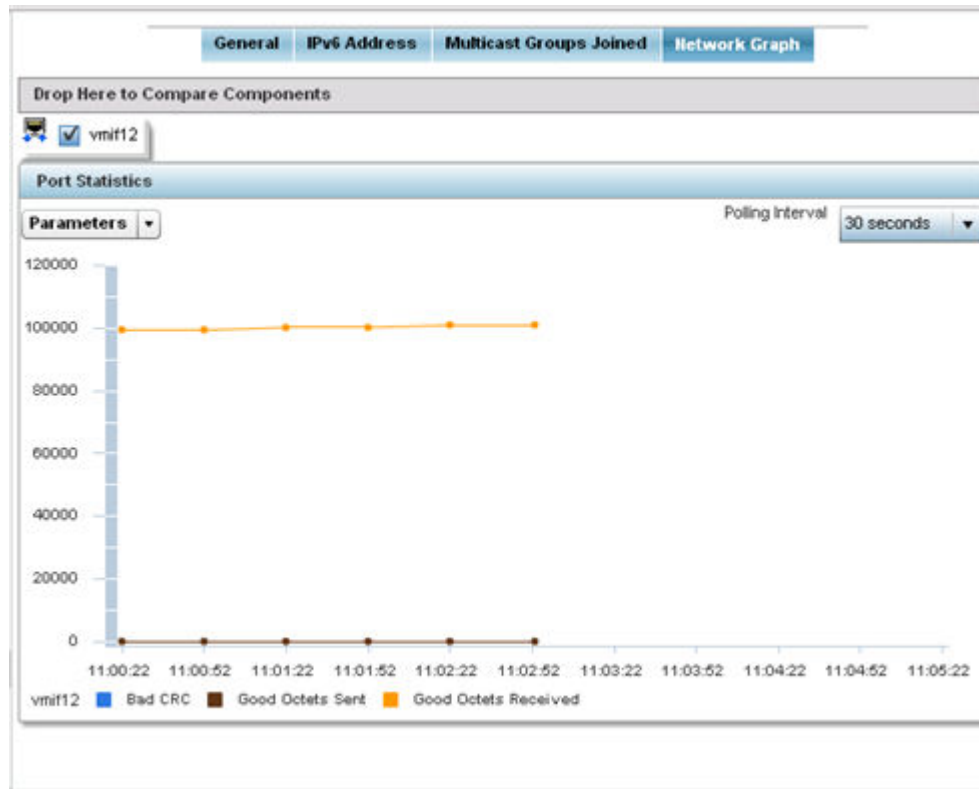 General IPv6 Address Multicast Groups Joined Network Graph
Drop Here to Compare Components
vmif12
Port Statistics
Parameters Polling Interval 30 seconds
120000
100000
80000
60000
40000
20000
0
11:00:22 11:00:52 11:01:22 11:01:52 11:02:22 11:02:52 11:03:22 11:03:52 11:04:22 11:04:52 11:05:22
vmif12 Bad CRC Good Octets Sent Good Octets Received